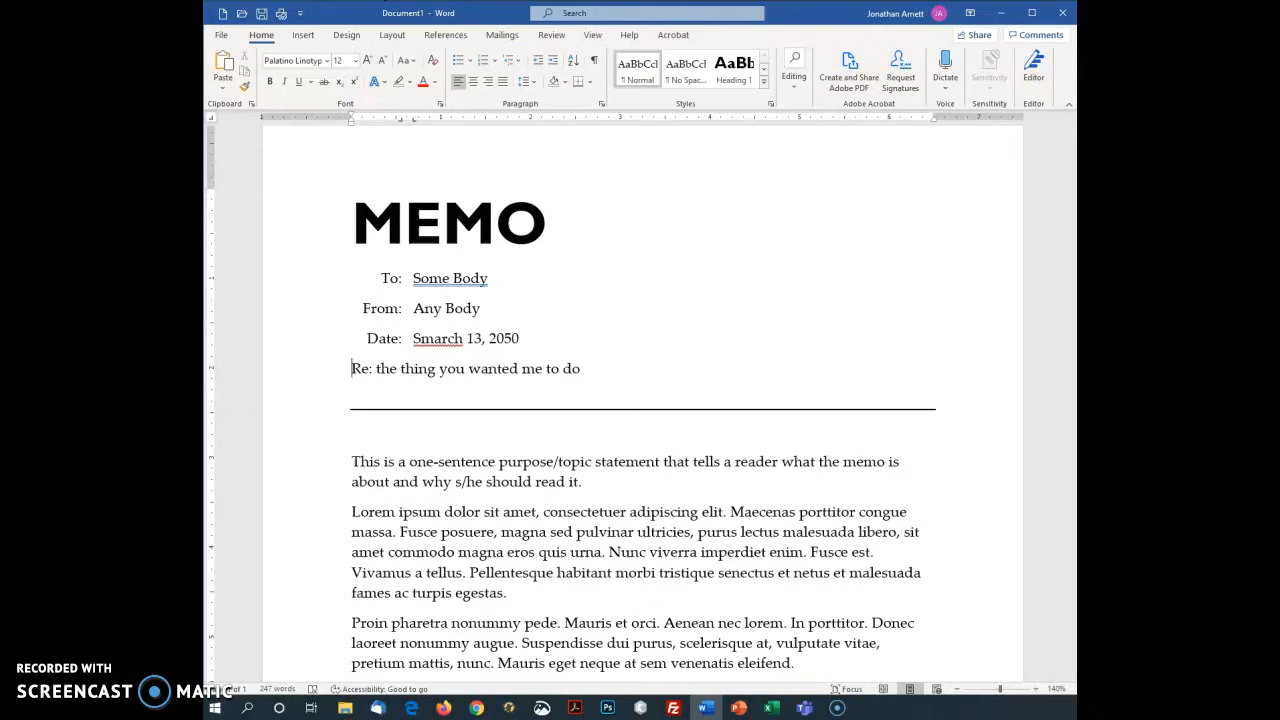 Document1 - Word
Search
Jonathan Arnett
JA
File Home Insert Design Layout References Mailings Review View Help Acrobat
Share Comments
Palatino Linotyp 12
Paste
AaBbCcI AaBbCcI AaBb
¶ Normal ¶ No Spac... Heading 1
Editing
Create and Share Adobe PDF
Request Signatures
Dictate
Sensitivity
Editor
Clipboard Font Paragraph Styles Adobe Acrobat Voice Sensitivity Editor
MEMO
To: Some Body
From: Any Body
Date: Smarch 13, 2050
Re: the thing you wanted me to do
This is a one-sentence purpose/topic statement that tells a reader what the memo is
about and why s/he should read it.
Lorem ipsum dolor sit amet, consectetuer adipiscing elit. Maecenas porttitor congue
massa. Fusce posuere, magna sed pulvinar ultricies, purus lectus malesuada libero, sit
amet commodo magna eros quis urna. Nunc viverra imperdiet enim. Fusce est.
Vivamus a tellus. Pellentesque habitant morbi tristique senectus et netus et malesuada
fames ac turpis egestas.
Proin pharetra nonummy pede. Mauris et orci. Aenean nec lorem. In porttitor. Donec
laoreet nonummy augue. Suspendisse dui purus, scelerisque at, vulputate vitae,
pretium mattis, nunc. Mauris eget neque at sem venenatis eleifend.
RECORDED WITH
SCREENCAST MATIC
of 1 247 words Accessibility: Good to go Focus 140%